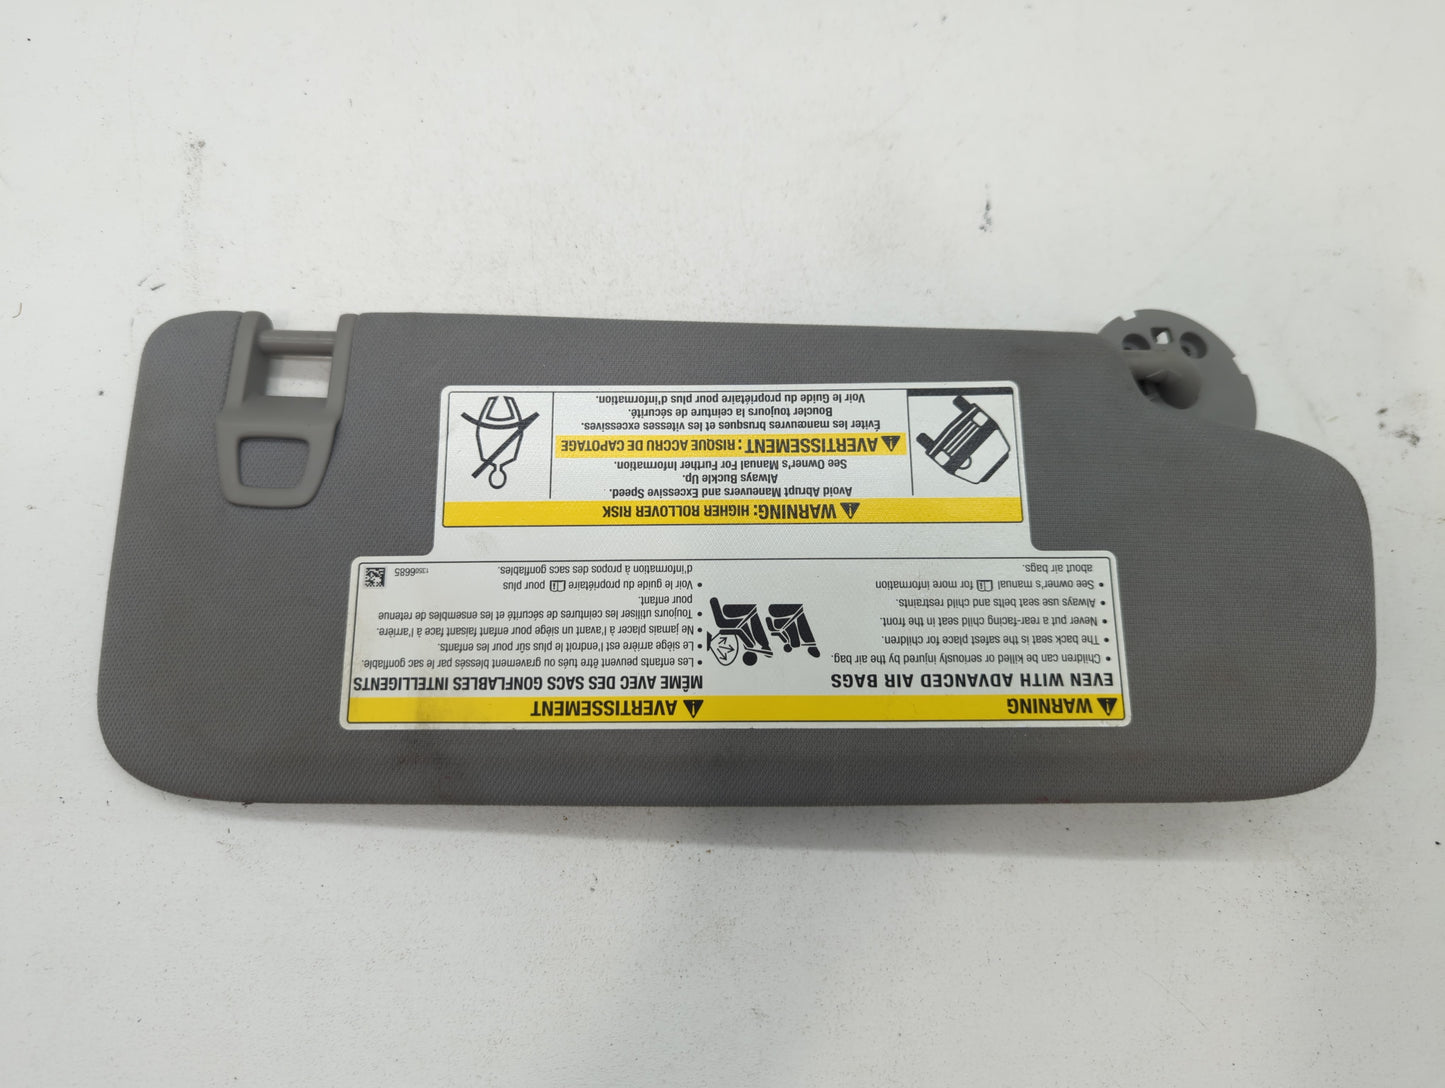 WARNING
EVEN WITH ADVANCED AIR BAGS
• Children can be killed or seriously injured by the air bag.
• The back seat is the safest place for children.
• Never put a rear-facing child seat in the front.
• Always use seat belts and child restraints.
• See owner's manual for more information
about air bags.
AVERTISSEMENT
MÊME AVEC DES SACS GONFLABLES INTELLIGENTS
• Les enfants peuvent être tués ou gravement blessés par le sac gonflable.
• Le siège arrière est l'endroit le plus sûr pour les enfants.
• Ne jamais placer à l'avant un siège pour enfant faisant face à l'arrière.
• Toujours utiliser les ceintures de sécurité et les ensembles de retenue
pour enfant.
• Voir le guide du propriétaire pour plus
d'information à propos des sacs gonflables.
13506685
WARNING: HIGHER ROLLOVER RISK
Avoid Abrupt Maneuvers and Excessive Speed.
Always Buckle Up.
See Owner's Manual For Further Information.
AVERTISSEMENT: RISQUE ACCRU DE CAPOTAGE
Éviter les manœuvres brusques et les vitesses excessives.
Boucler toujours la ceinture de sécurité.
Voir le Guide du propriétaire pour plus d'information.